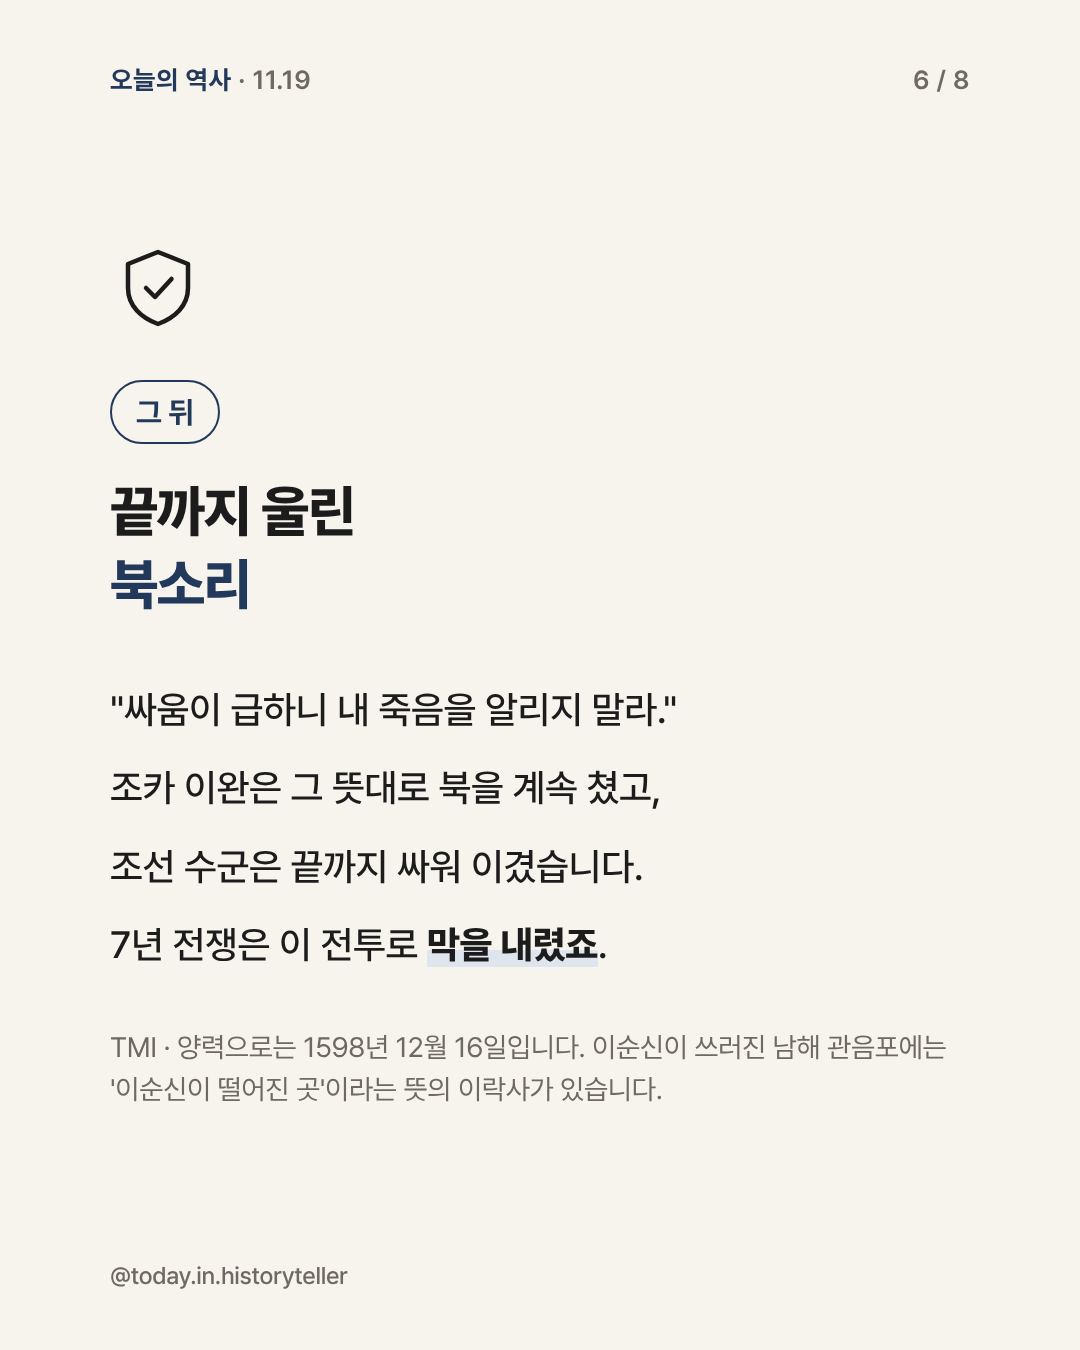 오늘의 역사 · 11.19
6 / 8
그 뒤
끝까지 울린
북소리
"싸움이 급하니 내 죽음을 알리지 말라."
조카 이완은 그 뜻대로 북을 계속 쳤고,
조선 수군은 끝까지 싸워 이겼습니다.
7년 전쟁은 이 전투로 막을 내렸죠.
TMI · 양력으로는 1598년 12월 16일입니다. 이순신이 쓰러진 남해 관음포에는
'이순신이 떨어진 곳'이라는 뜻의 이락사가 있습니다.
@today.in.historyteller